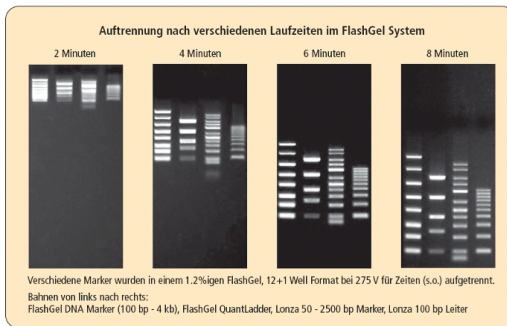 Auftrennung nach verschiedenen Laufzeiten im FlashGel System
2 Minuten 4 Minuten 6 Minuten 8 Minuten
Verschiedene Marker wurden in einem 1.2%igen FlashGel, 12+1 Well Format bei 275 V für Zeiten (s.o.) aufgetrennt.
Bahnen von links nach rechts:
FlashGel DNA Marker (100 bp - 4 kb), FlashGel QuantLadder, Lonza 50 - 2500 bp Marker, Lonza 100 bp Leiter